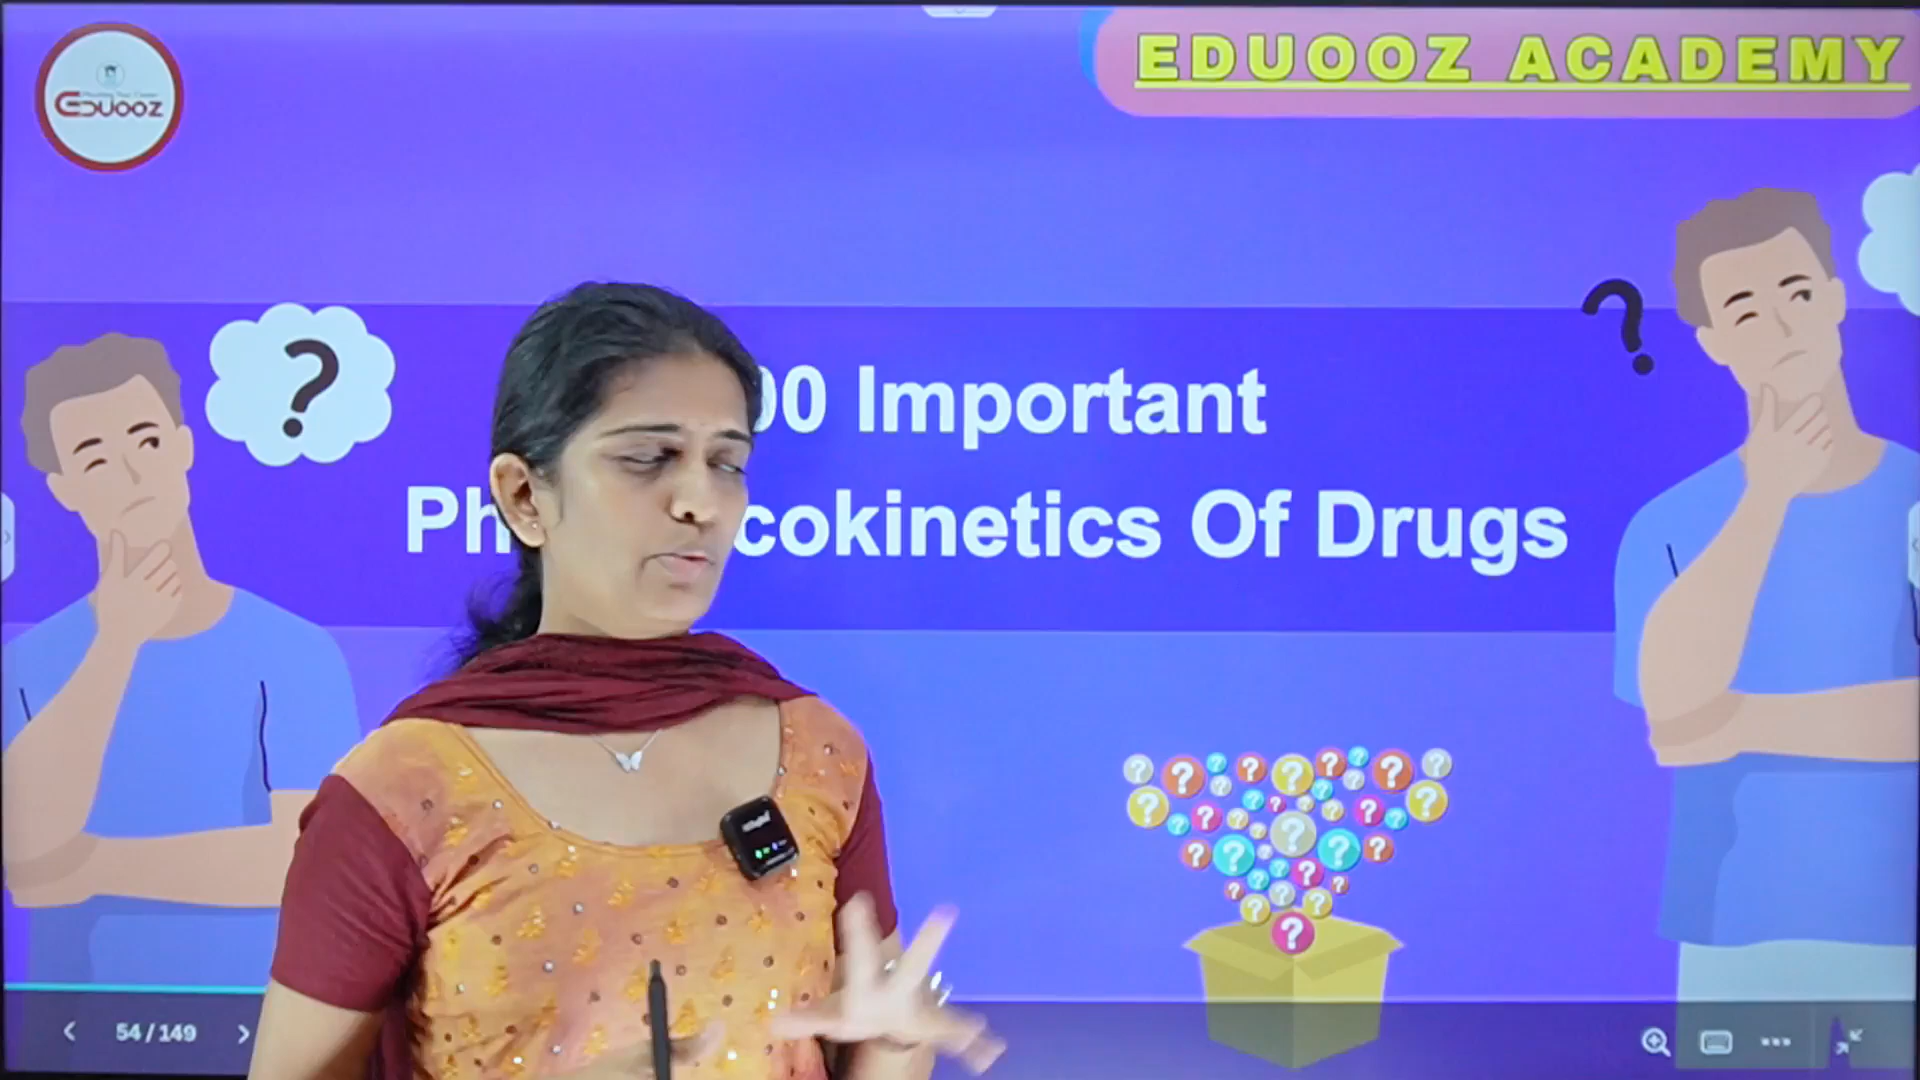 EDUOOZ ACADEMY
EDUOOZ
?
?
00 Important
Ph cokinetics Of Drugs
54 / 149